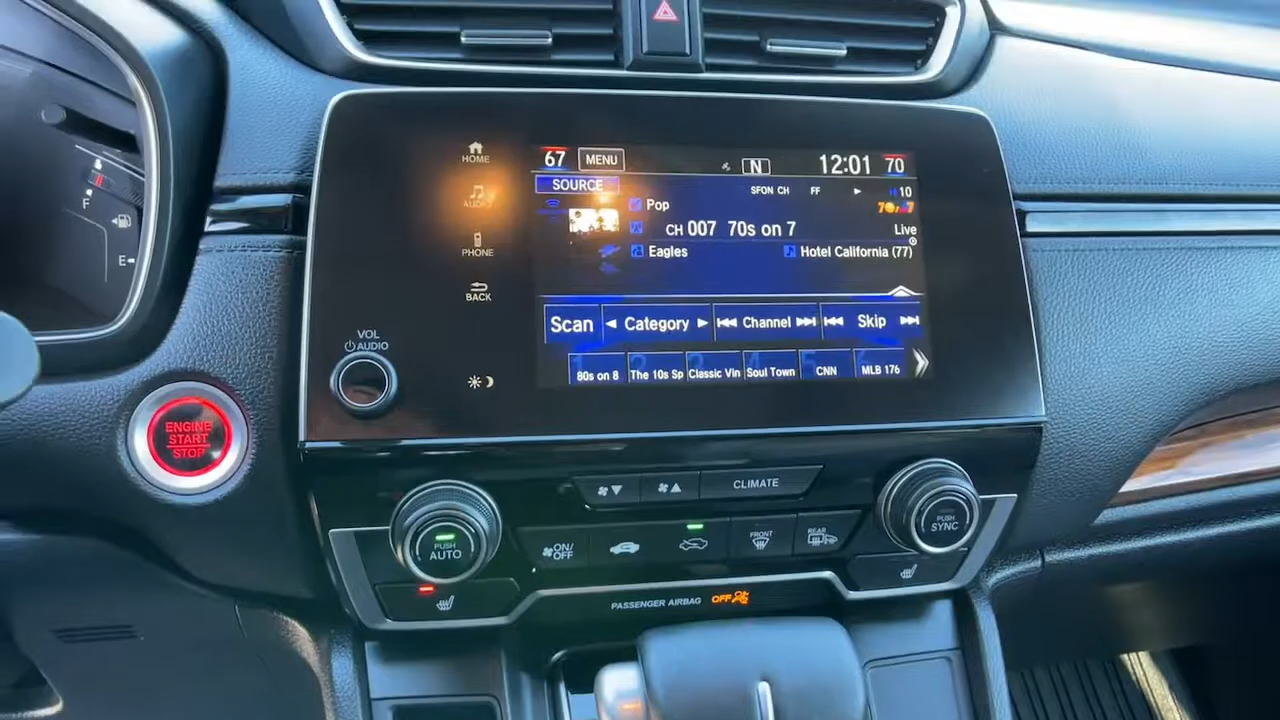 HOME
AUDIO
PHONE
BACK
VOL
AUDIO
67 MENU N 12:01 70
SOURCE SFON CH FF 10
Pop
CH 007 70s on 7 Live
Eagles Hotel California (77)
Scan Category Channel Skip
80s on 8 The 10s Sp Classic Vin Soul Town CNN MLB 176
F
E
ENGINE
START
STOP
CLIMATE
PUSH
AUTO
ON/
OFF
FRONT
REAR
PUSH
SYNC
PASSENGER AIRBAG OFF